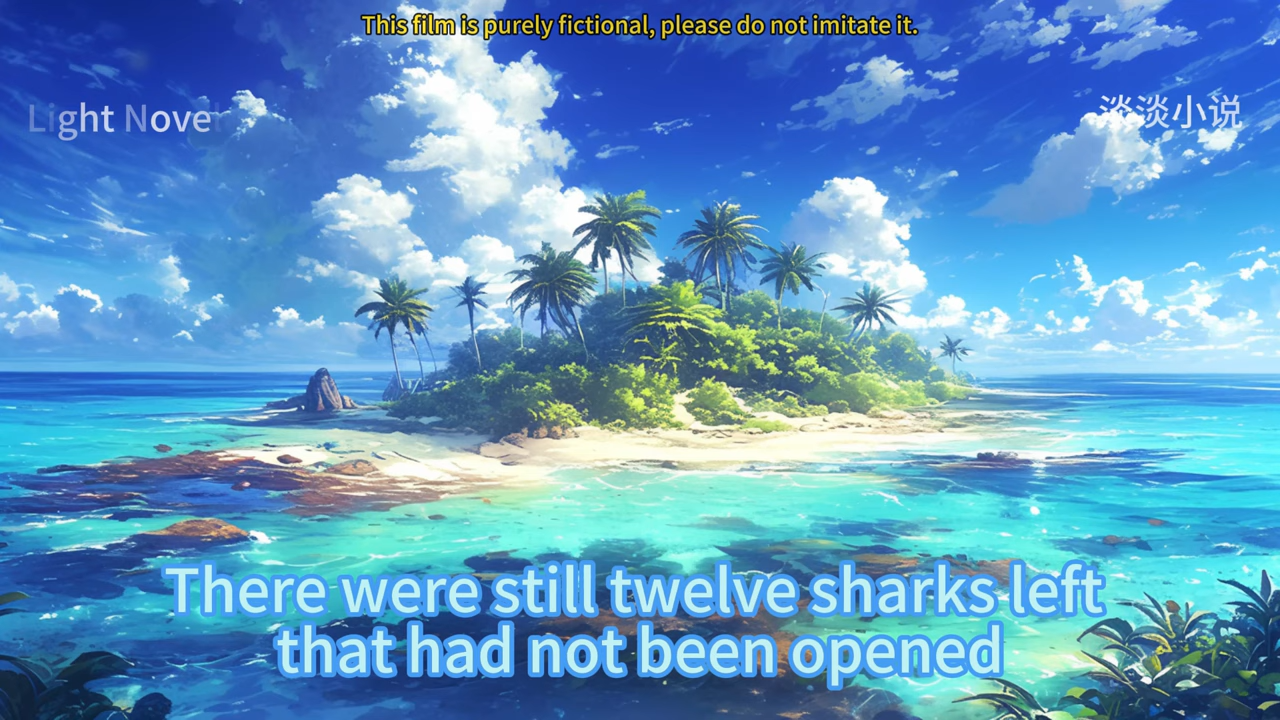 This film is purely fictional, please do not imitate it.
Light Novel
淡淡小说
There were still twelve sharks left
that had not been opened